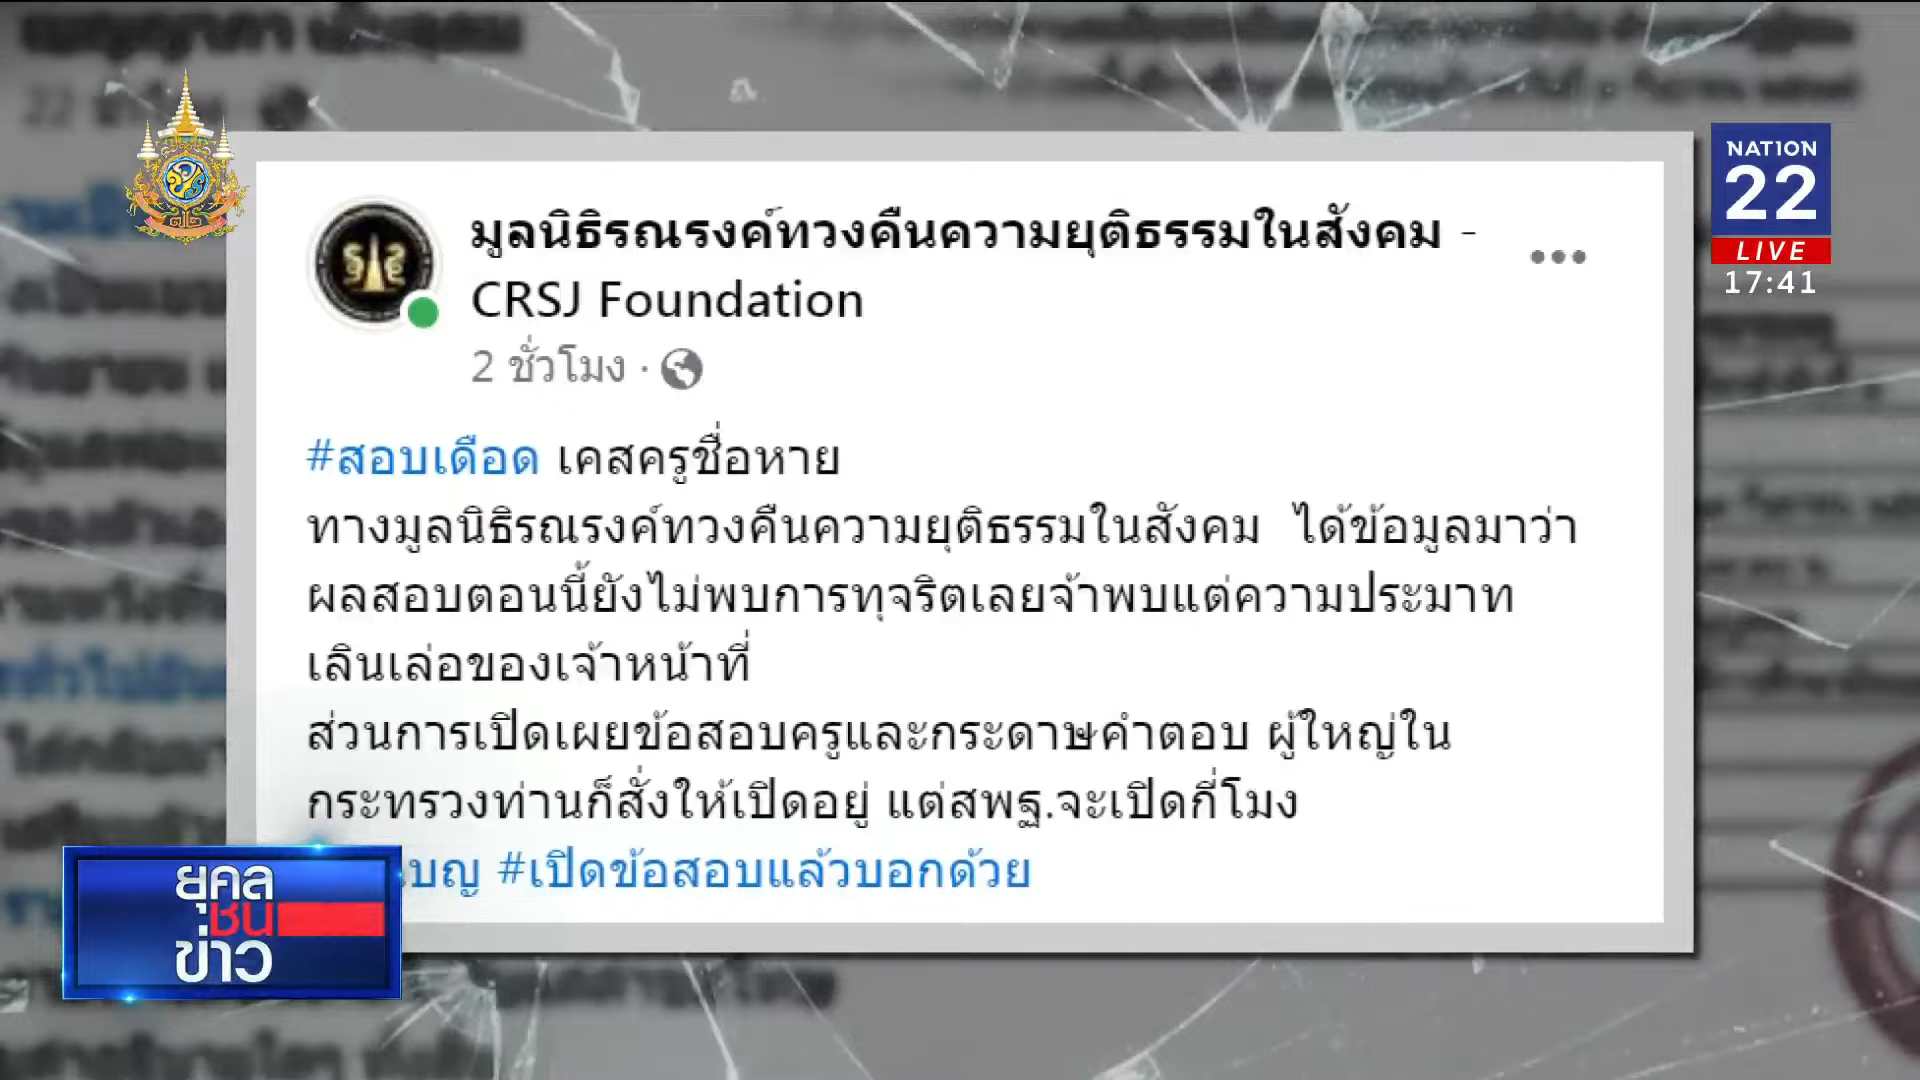 NATION
22
LIVE
17:41
มูลนิธิรณรงค์ทวงคืนความยุติธรรมในสังคม -
CRSJ Foundation
2 ชั่วโมง ·
#สอบเดือด เคสครูชื่อหาย
ทางมูลนิธิรณรงค์ทวงคืนความยุติธรรมในสังคม ได้ข้อมูลมาว่า
ผลสอบตอนนี้ยังไม่พบการทุจริตเลยจ้าพบแต่ความประมาท
เลินเล่อของเจ้าหน้าที่
ส่วนการเปิดเผยข้อสอบครูและกระดาษคำตอบ ผู้ใหญ่ใน
กระทรวงท่านก็สั่งให้เปิดอยู่ แต่สพฐ.จะเปิดกี่โมง
#เปิดข้อสอบแล้วบอกด้วย
ยุคล
ชน
ข่าว